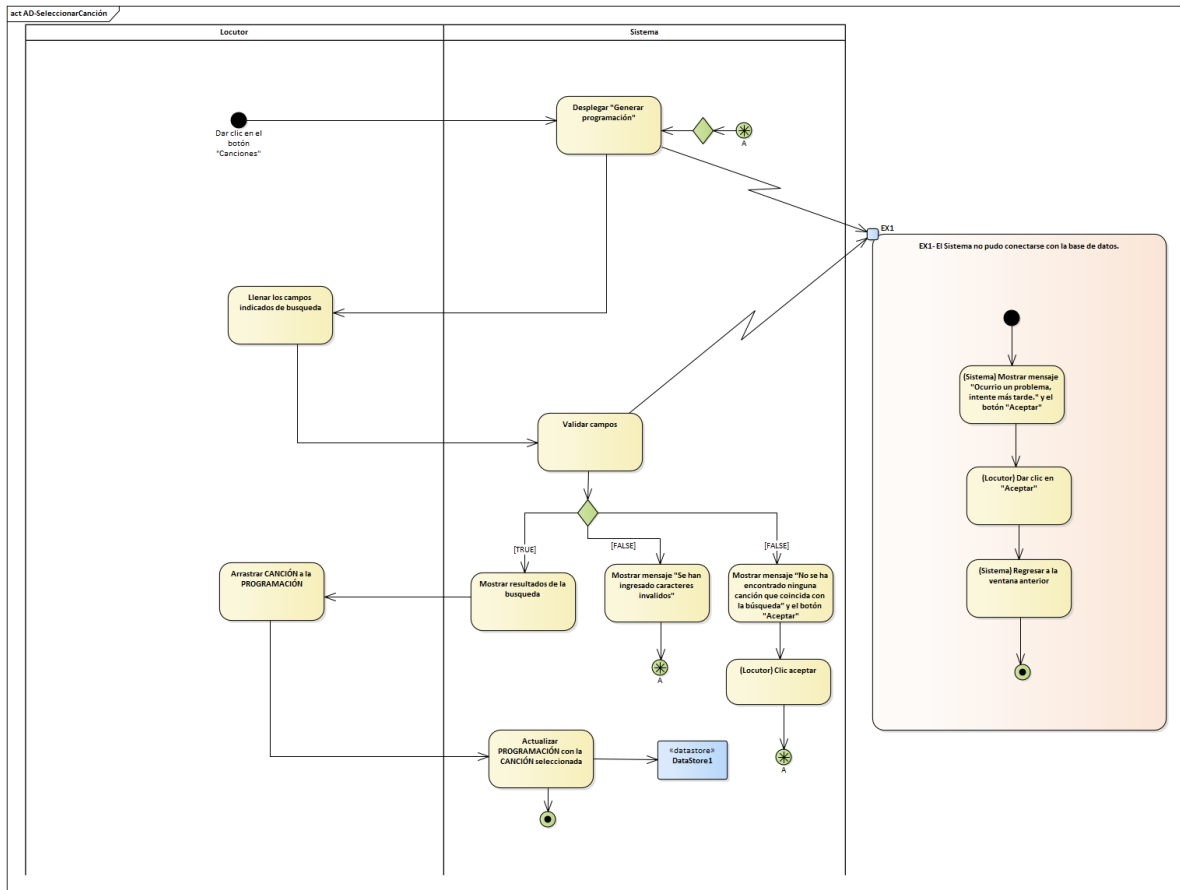 act AD-SeleccionarCanción
Locutor
Sistema
Dar clic en el
botón
"Canciones"
Desplegar "Generar
programación"
A
EX1
EX1- El Sistema no pudo conectarse con la base de datos.
Llenar los campos
indicados de busqueda
(Sistema) Mostrar mensaje
"Ocurrio un problema,
intente más tarde." y el
botón "Aceptar"
Validar campos
(Locutor) Dar clic en
"Aceptar"
[TRUE]
[FALSE]
[FALSE]
(Sistema) Regresar a la
ventana anterior
Arrastrar CANCIÓN a la
PROGRAMACIÓN
Mostrar resultados de la
busqueda
Mostrar mensaje "Se han
ingresado caracteres
invalidos"
Mostrar mensaje “No se ha
encontrado ninguna
canción que coincida con
la búsqueda” y el botón
"Aceptar"
A
(Locutor) Clic aceptar
Actualizar
PROGRAMACIÓN con la
CANCIÓN seleccionada
«datastore»
DataStore1
A